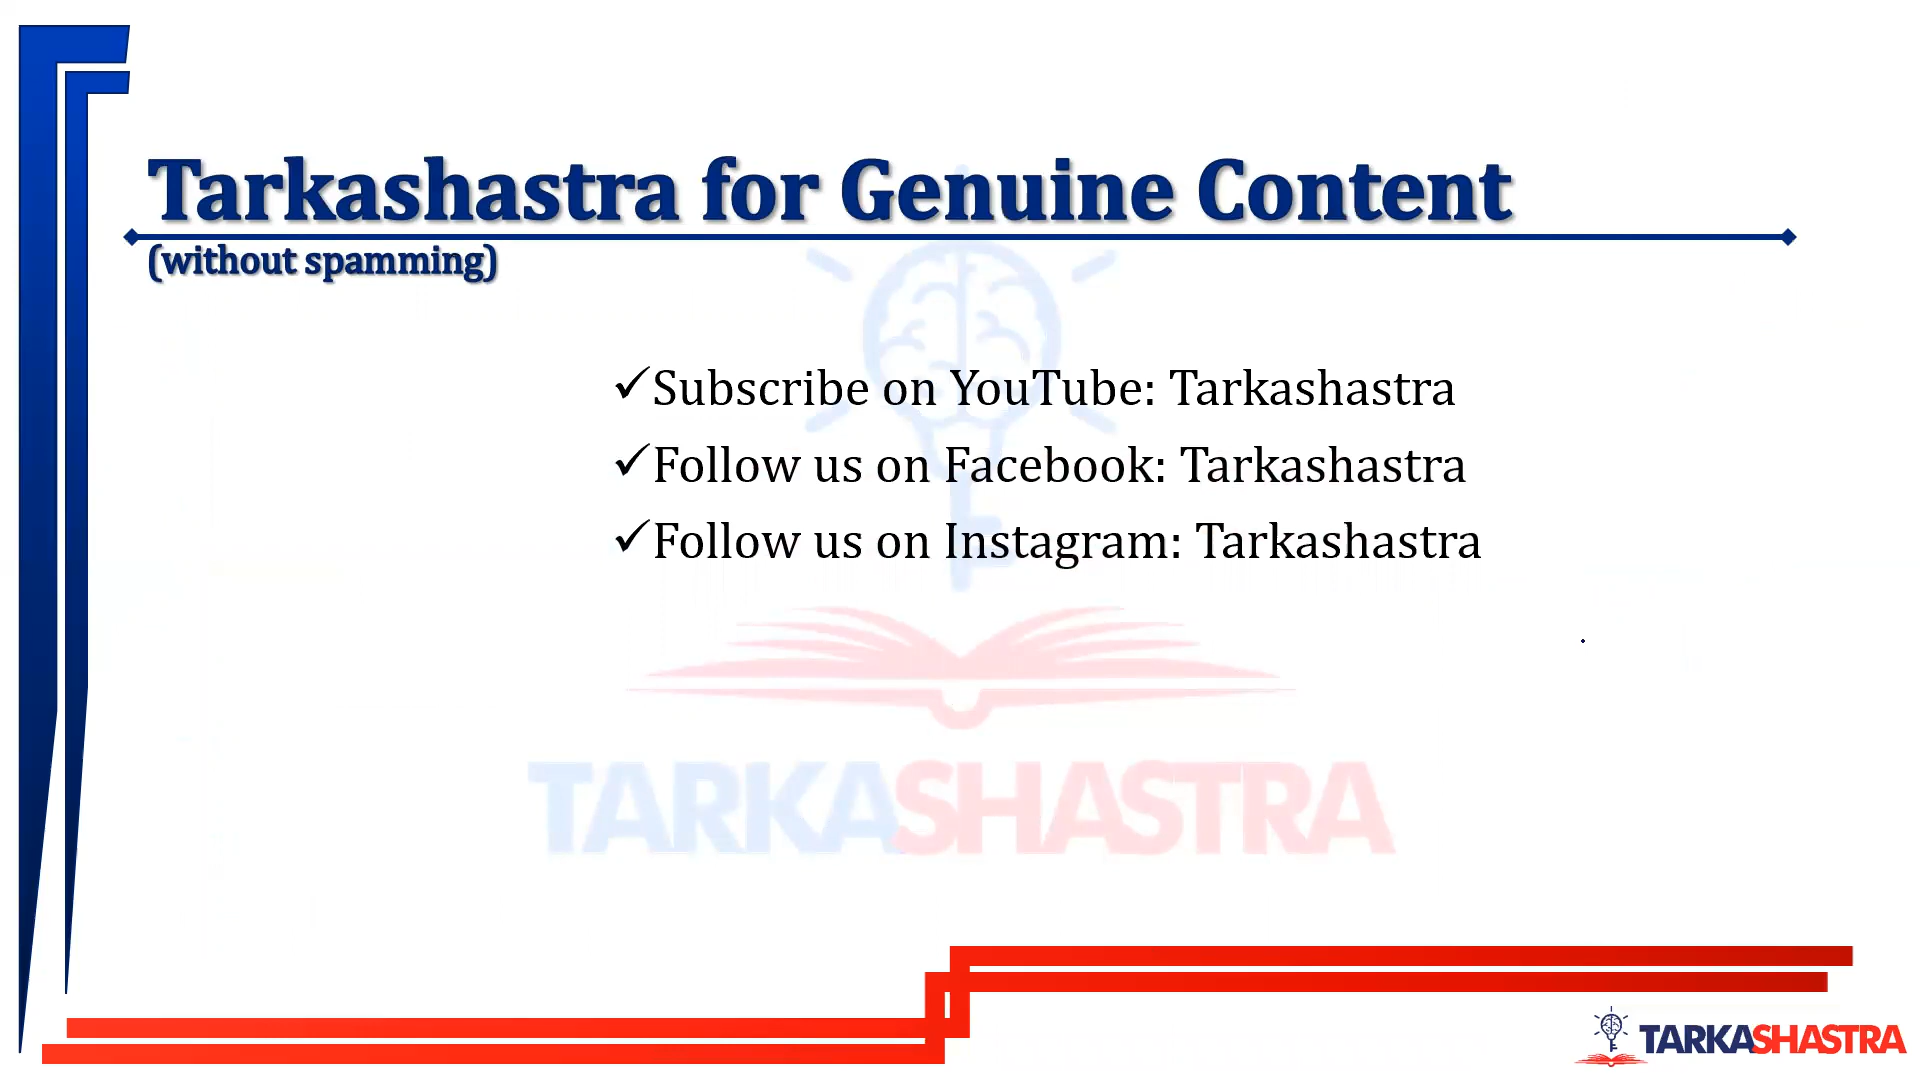 Tarkashastra for Genuine Content
(without spamming)
✓Subscribe on YouTube: Tarkashastra
✓Follow us on Facebook: Tarkashastra
✓Follow us on Instagram: Tarkashastra
TARKASHASTRA
TARKASHASTRA